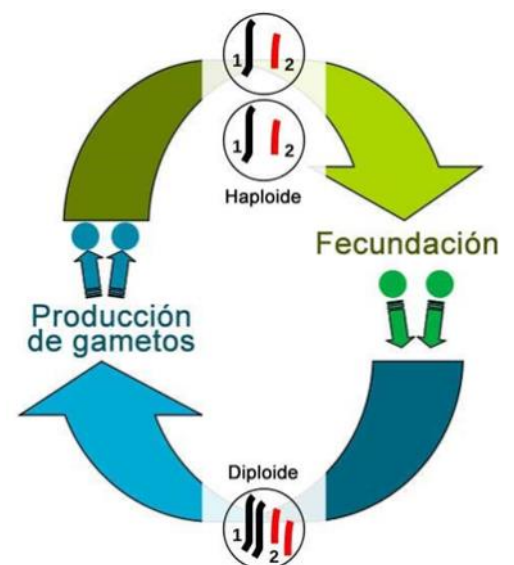 1 2
1 2
Haploide
Fecundación
Producción
de gametos
Diploide
1
2